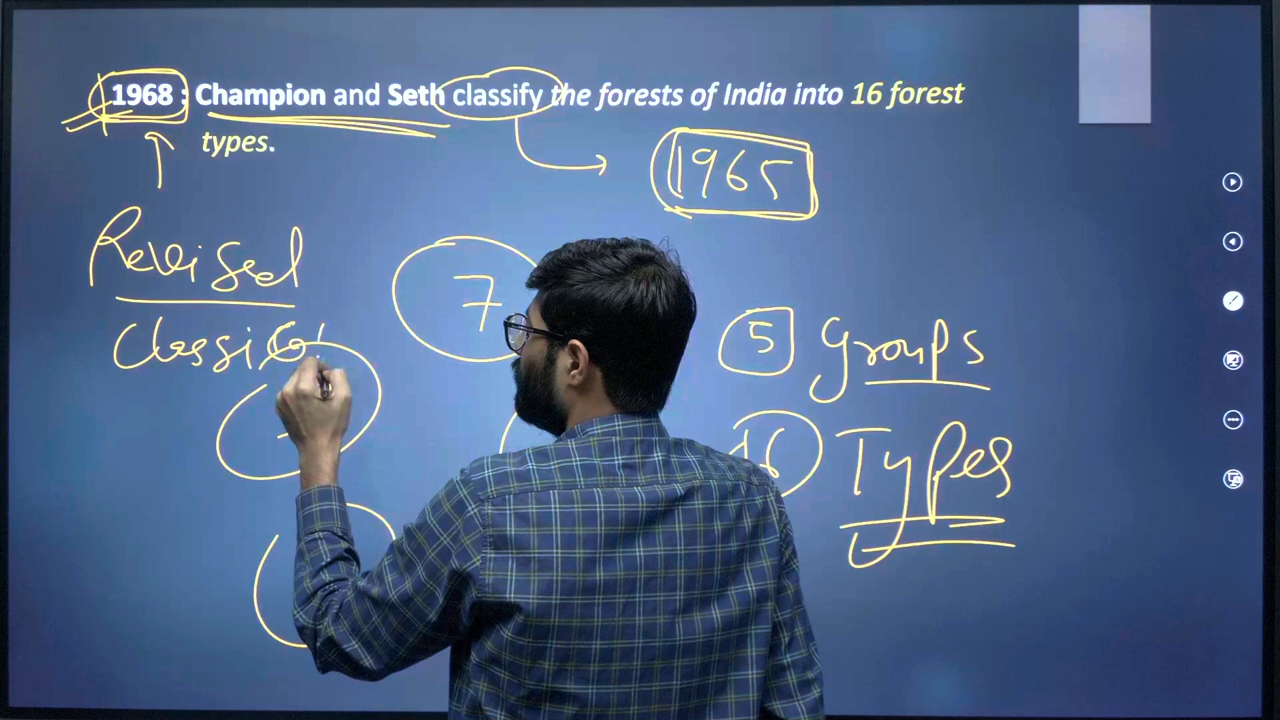 1968 : Champion and Seth classify the forests of India into 16 forest
types.
1965
Revised
7
5 Groups
16 Types